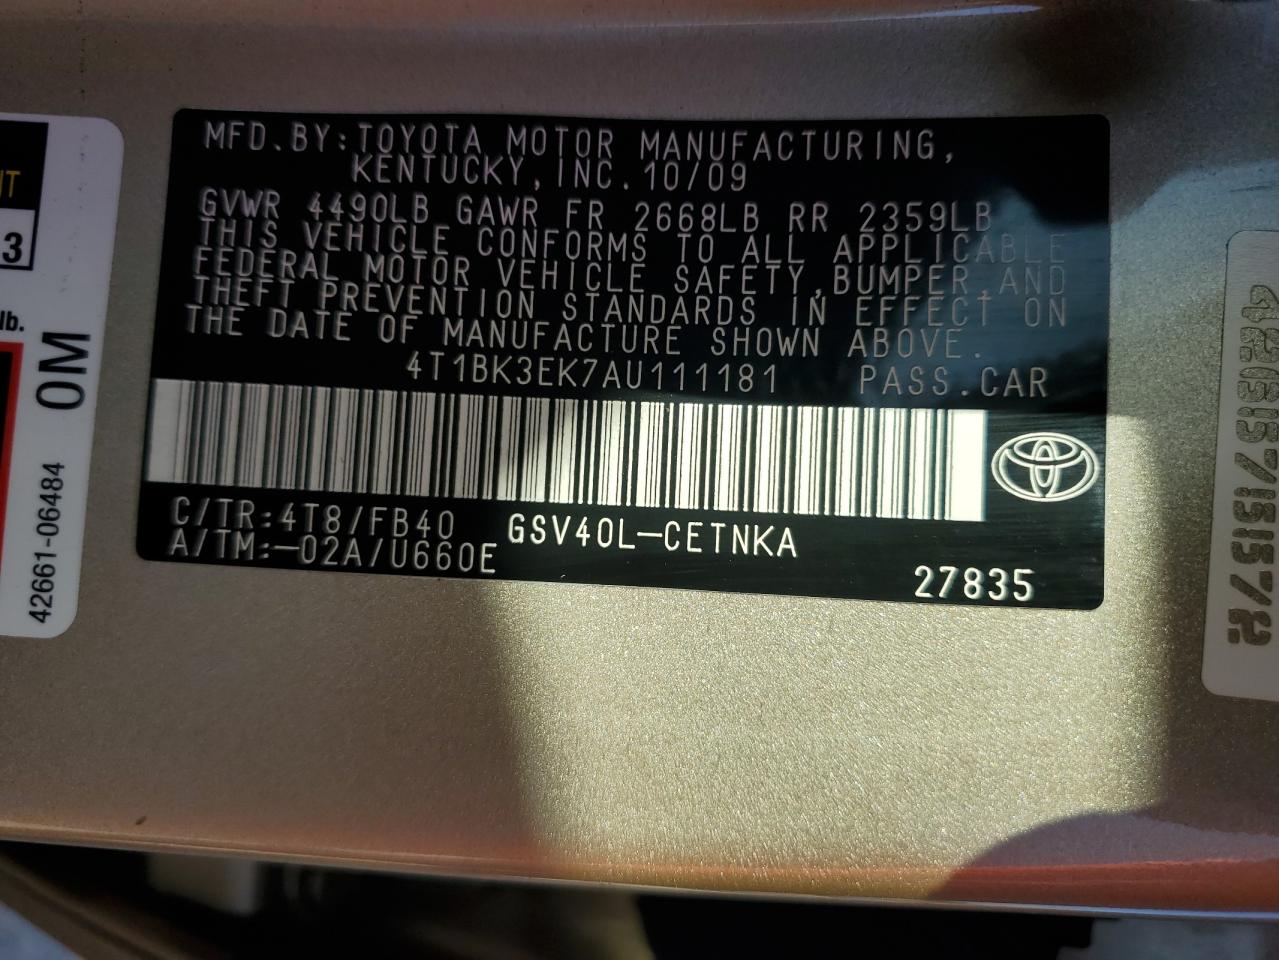 MFD.BY:TOYOTA MOTOR MANUFACTURING,
KENTUCKY,INC.10/09
GVWR 4490LB GAWR FR 2668LB RR 2359LB
THIS VEHICLE CONFORMS TO ALL APPLICABLE
FEDERAL MOTOR VEHICLE SAFETY,BUMPER,AND
THEFT PREVENTION STANDARDS IN EFFECT ON
THE DATE OF MANUFACTURE SHOWN ABOVE.
4T1BK3EK7AU111181 PASS.CAR
C/TR:4T8/FB40 GSV40L-CETNKA
A/TM:-02A/U660E
27835
3
lb.
OM
42661-06484